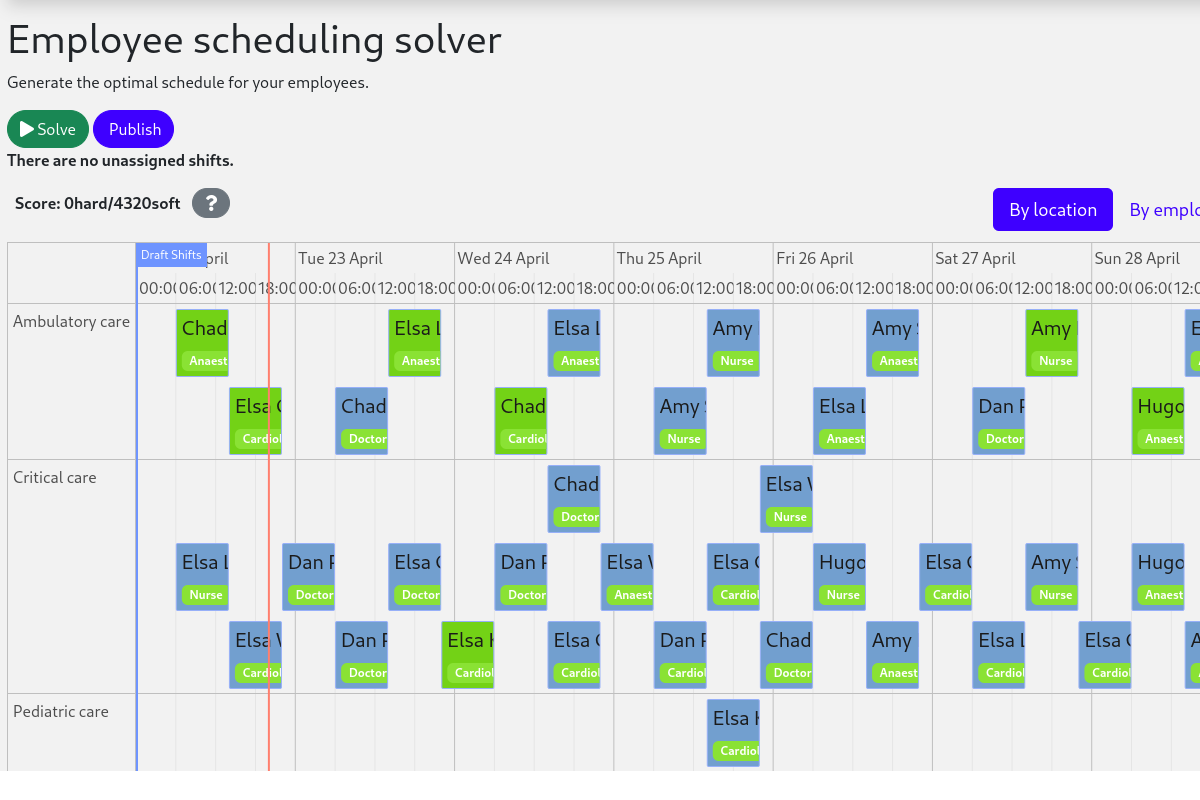 Employee scheduling solver
Generate the optimal schedule for your employees.
Solve Publish
There are no unassigned shifts.
Score: 0hard/4320soft ?
By location By emplo
Draft Shifts pril Tue 23 April Wed 24 April Thu 25 April Fri 26 April Sat 27 April Sun 28 April
00:00 06:00 12:00 18:00 00:00 06:00 12:00 18:00 00:00 06:00 12:00 18:00 00:00 06:00 12:00 18:00 00:00 06:00 12:00 18:00 00:00 06:00 12:00 18:00 00:00 06:00 12:0
Ambulatory care
Chad Elsa L Elsa L Amy Amy S Amy E
Anaest Anaest Anaest Nurse Anaest Nurse
Elsa Chad Chad Amy S Elsa L Dan Hugo
Cardiol Doctor Cardiol Nurse Anaest Doctor Anaest
Critical care
Chad Elsa W
Doctor Nurse
Elsa L Dan Elsa Dan Elsa W Elsa Hugo Elsa Amy S Hugo
Nurse Doctor Doctor Doctor Anaest Cardiol Nurse Cardiol Nurse Anaest
Elsa W Dan Elsa Elsa Dan Chad Amy Elsa L Elsa A
Cardiol Doctor Cardiol Cardiol Cardiol Doctor Anaest Cardiol Cardiol
Pediatric care
Elsa
Cardiol